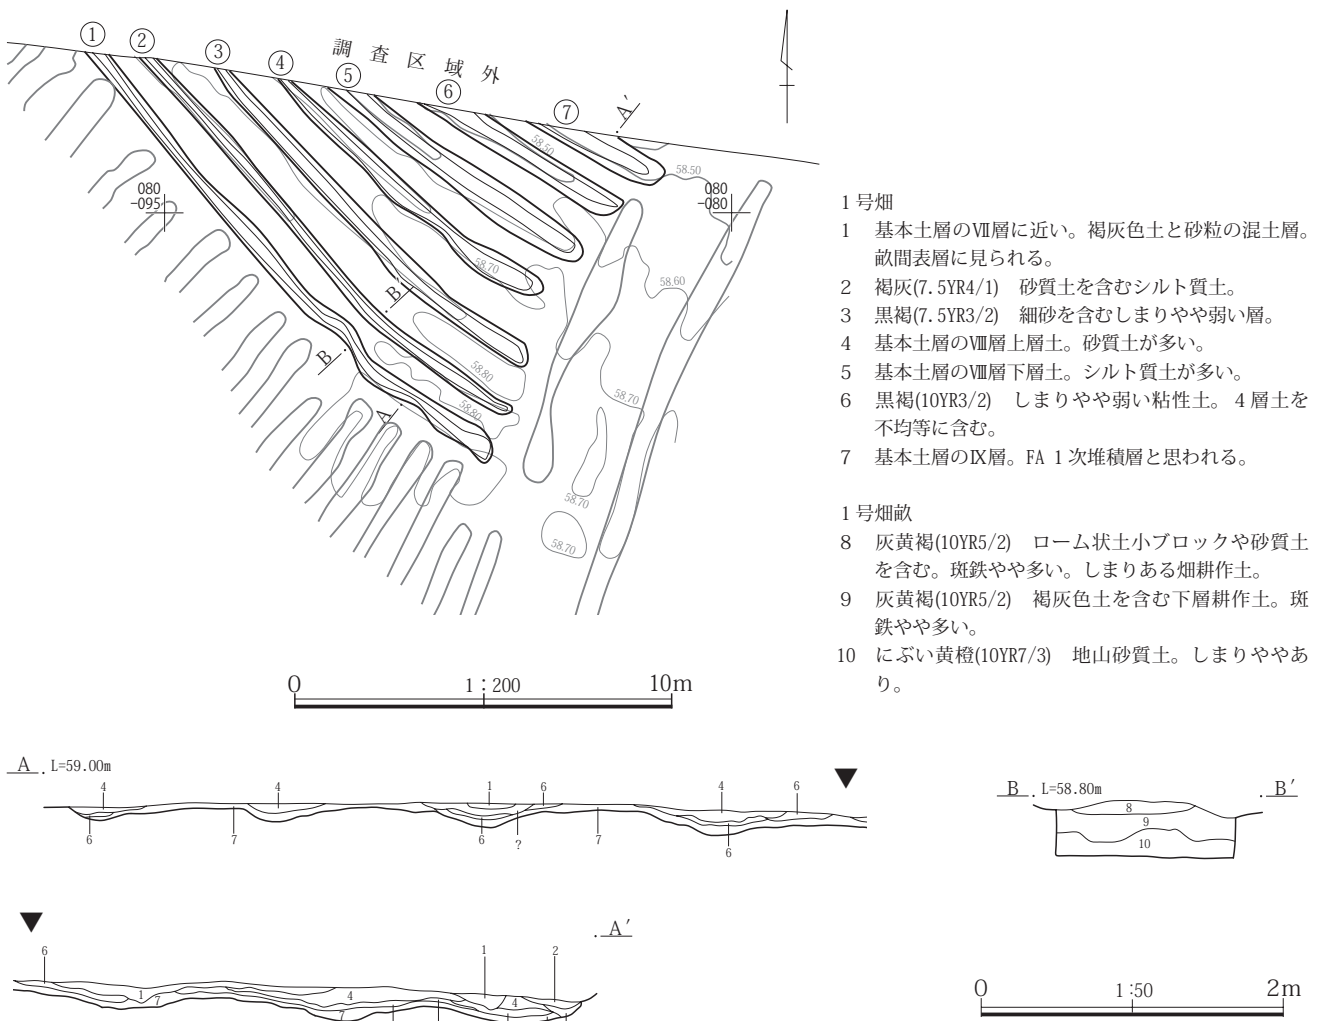 ① ② ③ ④ ⑤ ⑥ ⑦
調査区域外
A′
58.50
58.50
080
-095
080
-080
58.70
58.60
B′
B
58.80
58.80
A
58.70
58.70
58.70
1号畑
1 基本土層のⅦ層に近い。褐灰色土と砂粒の混土層。
畝間表層に見られる。
2 褐灰(7.5YR4/1) 砂質土を含むシルト質土。
3 黒褐(7.5YR3/2) 細砂を含むしまりやや弱い層。
4 基本土層のⅧ層上層土。砂質土が多い。
5 基本土層のⅧ層下層土。シルト質土が多い。
6 黒褐(10YR3/2) しまりやや弱い粘性土。4層土を
不均等に含む。
7 基本土層のⅨ層。FA 1次堆積層と思われる。
1号畑畝
8 灰黄褐(10YR5/2) ローム状土小ブロックや砂質土
を含む。斑鉄やや多い。しまりある畑耕作土。
9 灰黄褐(10YR5/2) 褐灰色土を含む下層耕作土。斑
鉄やや多い。
10 にぶい黄橙(10YR7/3) 地山砂質土。しまりややあ
り。
0 1:200 10m
A . L=59.00m
4 4 1 6 4 6
6 7 6 ? 7 6
B . L=58.80m . B′
8
9
10
. A′
6 1 2
1 7 4 4
7
0 1:50 2m